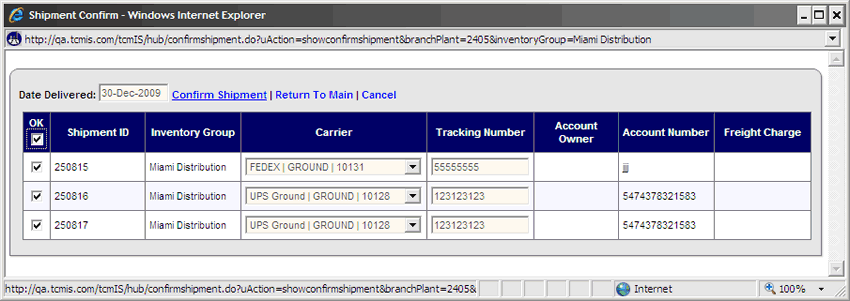 Shipment Confirm - Windows Internet Explorer
http://qa.tcmis.com/tcmIS/hub/confirmshipment.do?uAction=showconfirmshipment&branchPlant=2405&inventoryGroup=Miami Distribution
Date Delivered: 30-Dec-2009 Confirm Shipment | Return To Main | Cancel
OK Shipment ID Inventory Group Carrier Tracking Number Account Owner Account Number Freight Charge
250815 Miami Distribution FEDEX | GROUND | 10131 55555555 jjj
250816 Miami Distribution UPS Ground | GROUND | 10128 123123123 5474378321583
250817 Miami Distribution UPS Ground | GROUND | 10128 123123123 5474378321583
http://qa.tcmis.com/tcmIS/hub/confirmshipment.do?uAction=showconfirmshipment&branchPlant=2405& Internet 100%